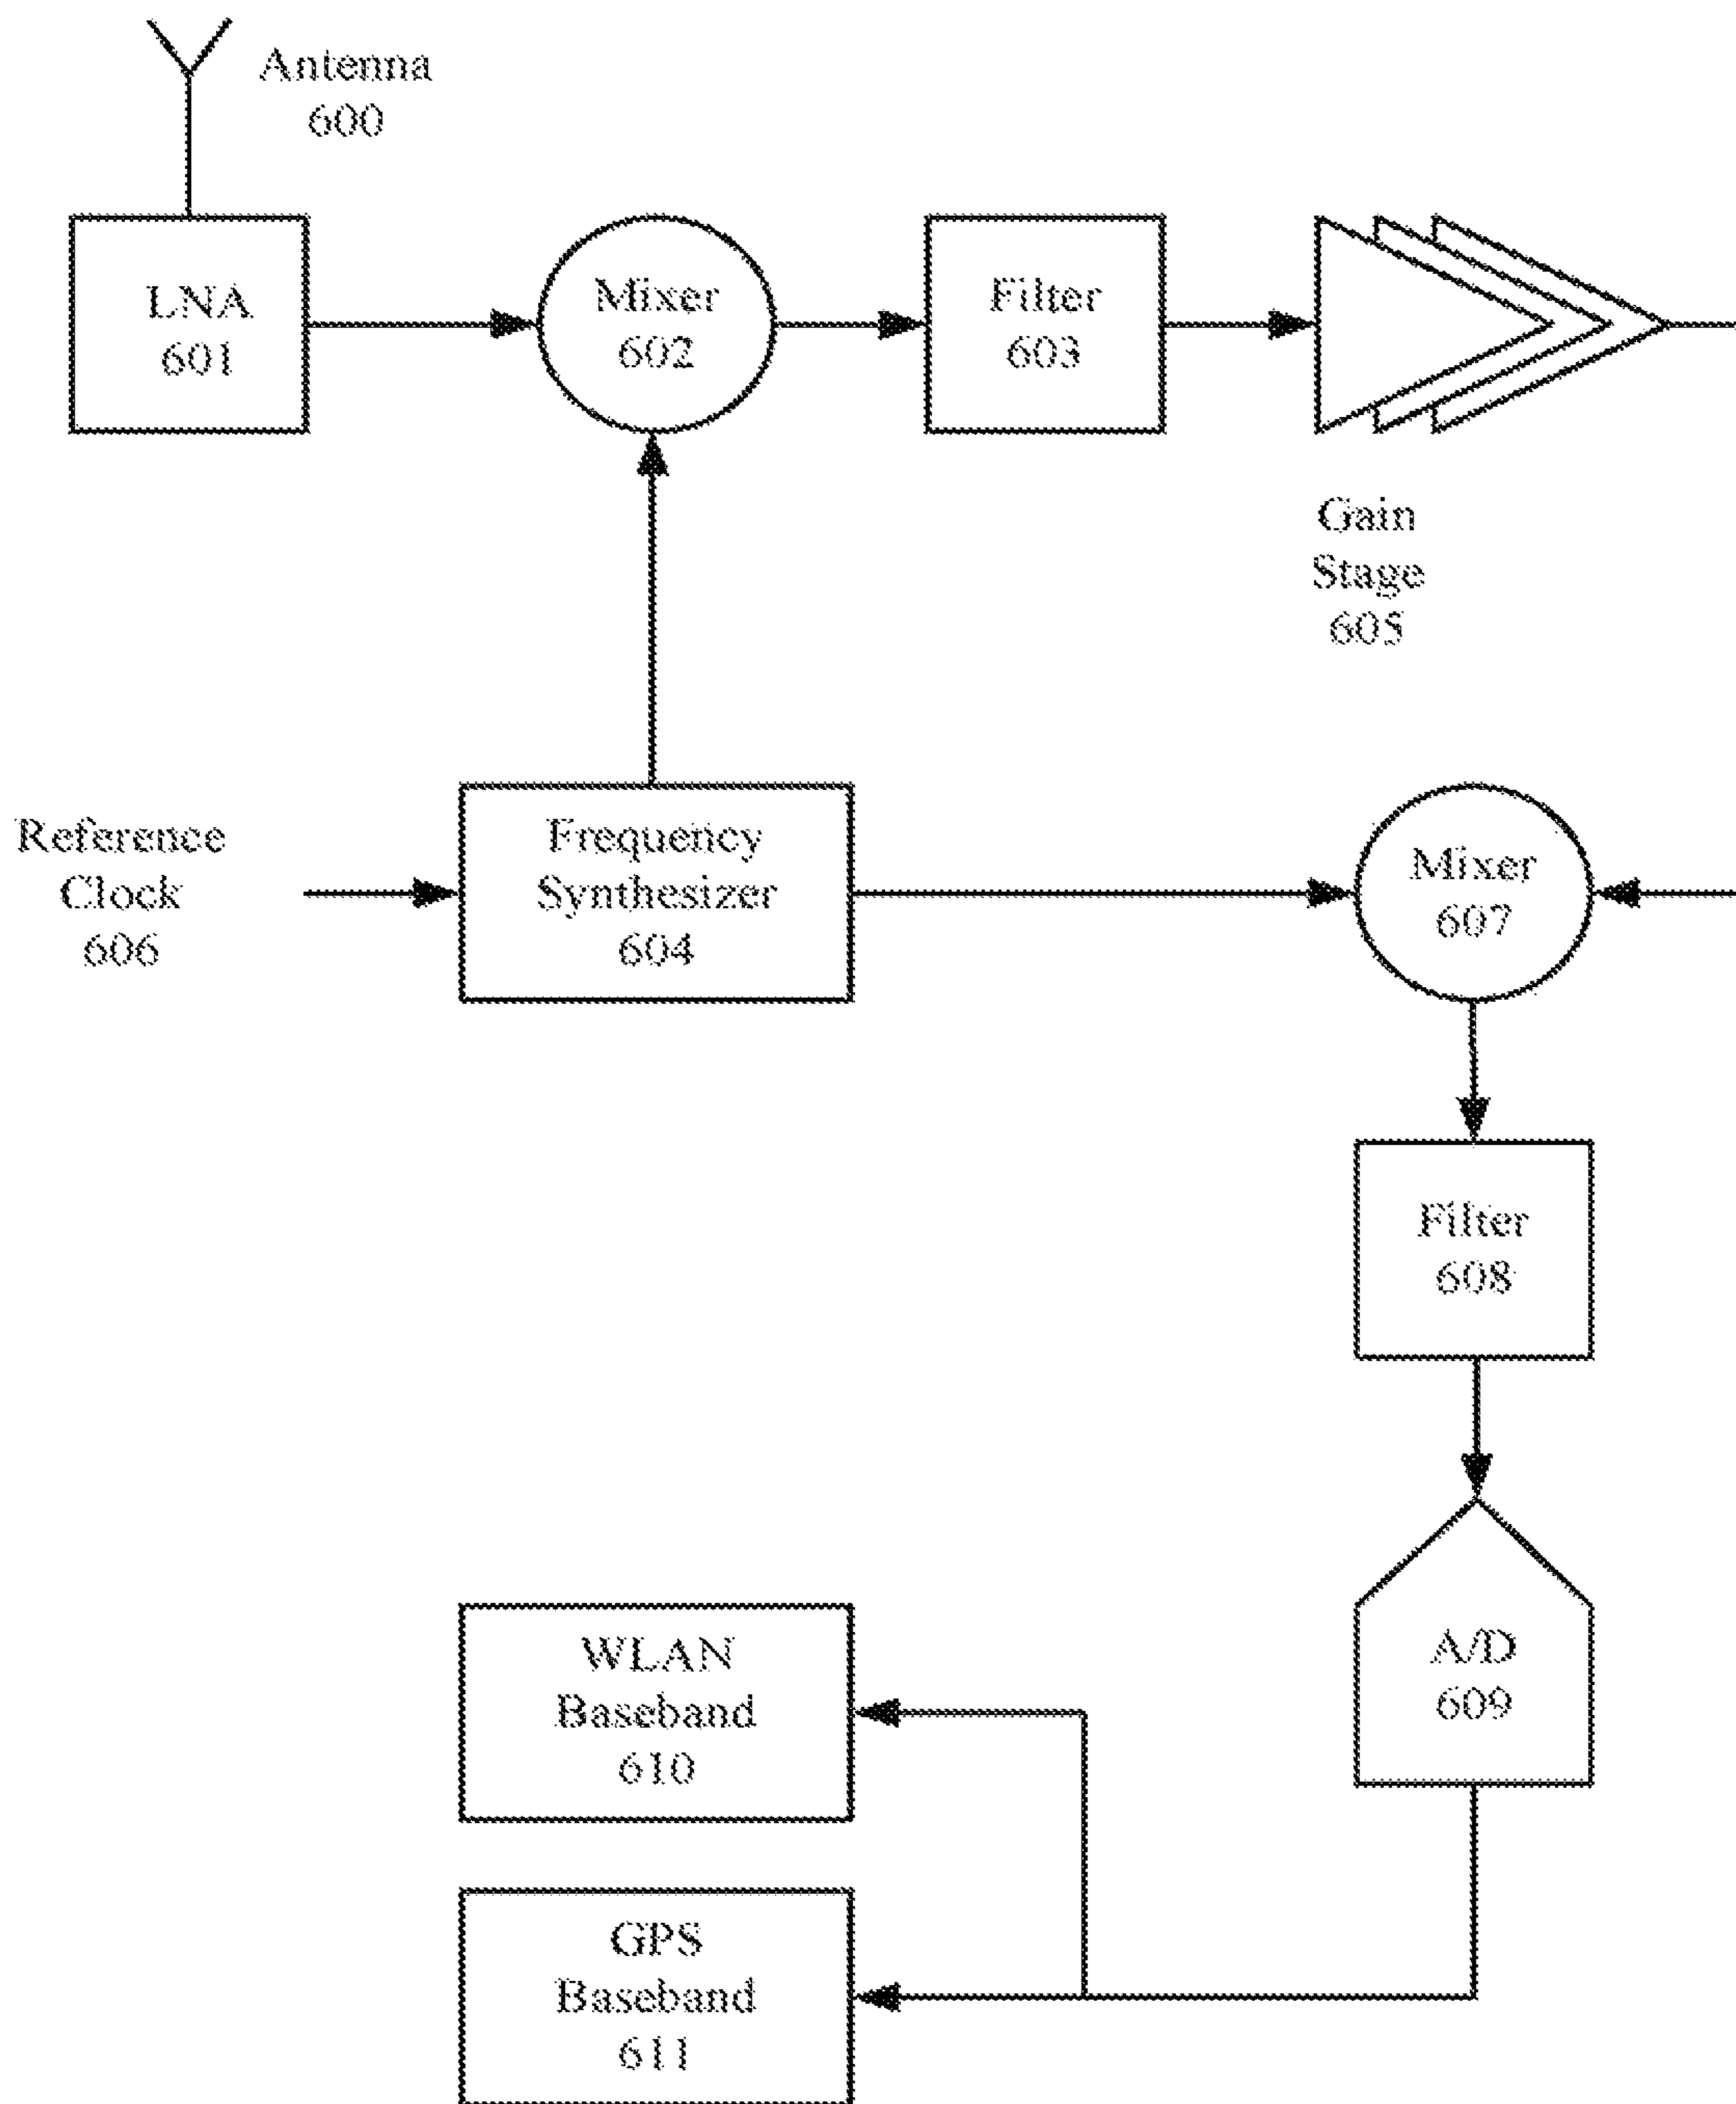 Antenna
600
LNA
601
Mixer
602
Filter
603
Gain
Stage
605
Reference
Clock
606
Frequency
Synthesizer
604
Mixer
607
Filter
608
A/D
609
WLAN
Baseband
610
GPS
Baseband
611